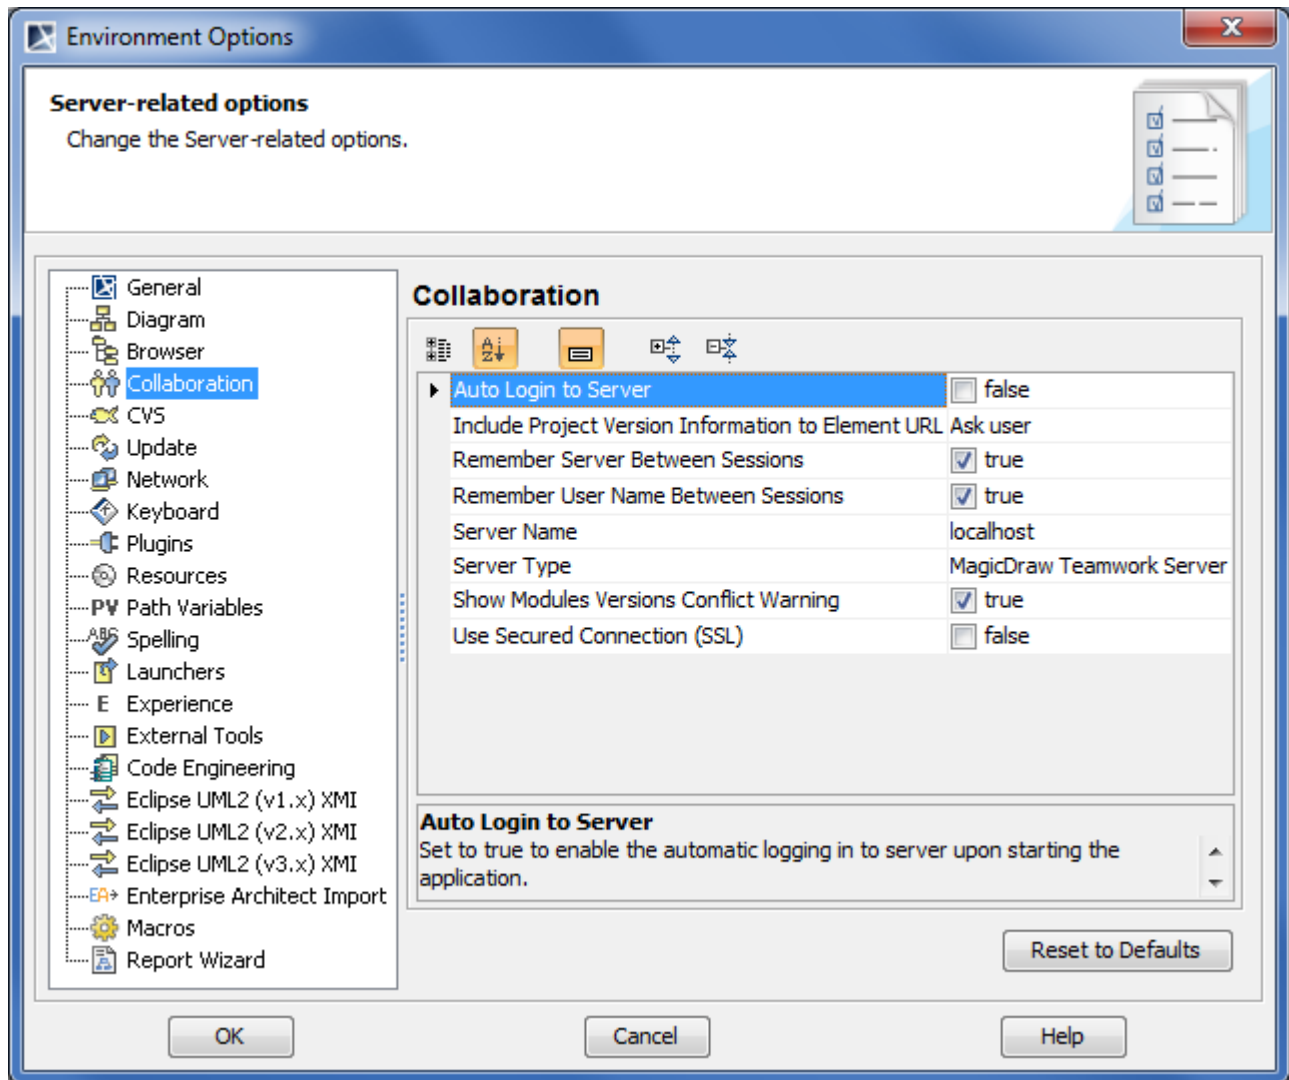 Environment Options
Server-related options
Change the Server-related options.
General
Diagram
Browser
Collaboration
CVS
Update
Network
Keyboard
Plugins
Resources
PV Path Variables
ABC Spelling
Launchers
E Experience
External Tools
Code Engineering
Eclipse UML2 (v1.x) XMI
Eclipse UML2 (v2.x) XMI
Eclipse UML2 (v3.x) XMI
EA Enterprise Architect Import
Macros
Report Wizard
Collaboration
A
Z
Auto Login to Server false
Include Project Version Information to Element URL Ask user
Remember Server Between Sessions true
Remember User Name Between Sessions true
Server Name localhost
Server Type MagicDraw Teamwork Server
Show Modules Versions Conflict Warning true
Use Secured Connection (SSL) false
Auto Login to Server
Set to true to enable the automatic logging in to server upon starting the
application.
Reset to Defaults
OK Cancel Help